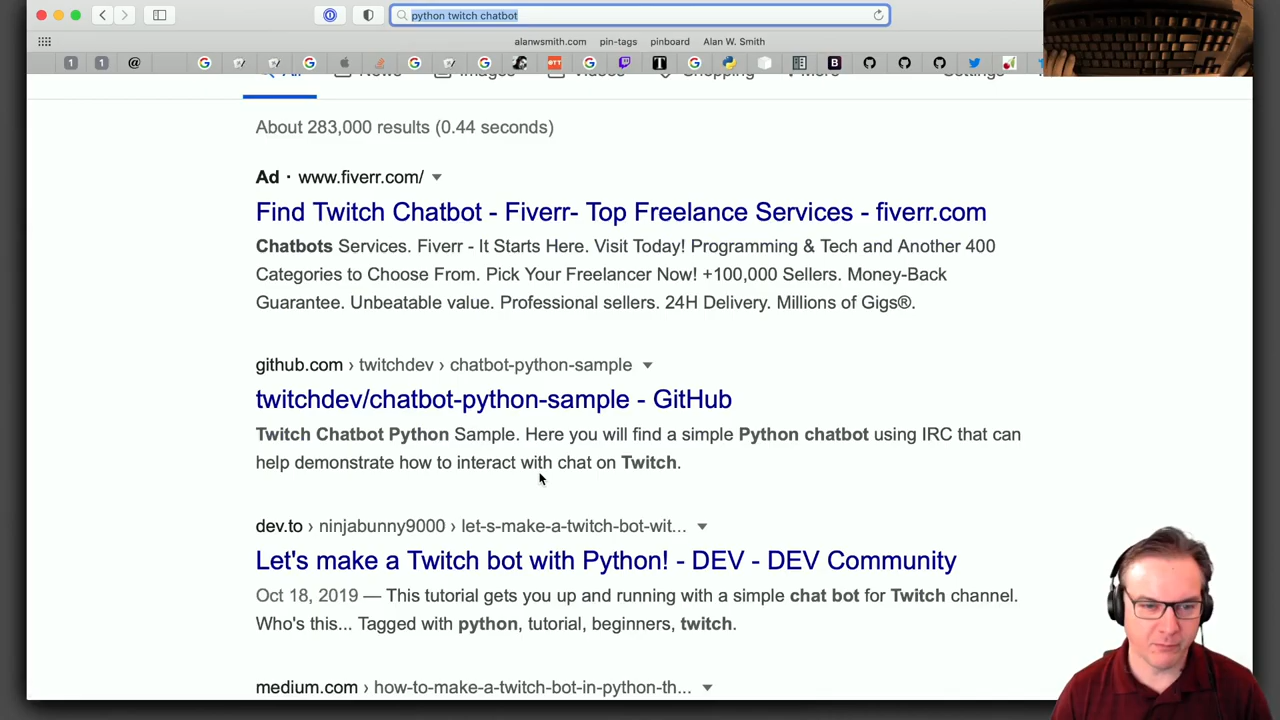 python twitch chatbot
alanwsmith.com pin-tags pinboard Alan W. Smith
All News Images Videos Shopping More Settings
About 283,000 results (0.44 seconds)
Ad · www.fiverr.com/
Find Twitch Chatbot - Fiverr- Top Freelance Services - fiverr.com
Chatbots Services. Fiverr - It Starts Here. Visit Today! Programming & Tech and Another 400
Categories to Choose From. Pick Your Freelancer Now! +100,000 Sellers. Money-Back
Guarantee. Unbeatable value. Professional sellers. 24H Delivery. Millions of Gigs®.
github.com › twitchdev › chatbot-python-sample
twitchdev/chatbot-python-sample - GitHub
Twitch Chatbot Python Sample. Here you will find a simple Python chatbot using IRC that can
help demonstrate how to interact with chat on Twitch.
dev.to › ninjabunny9000 › let-s-make-a-twitch-bot-wit...
Let's make a Twitch bot with Python! - DEV - DEV Community
Oct 18, 2019 — This tutorial gets you up and running with a simple chat bot for Twitch channel.
Who's this... Tagged with python, tutorial, beginners, twitch.
medium.com › how-to-make-a-twitch-bot-in-python-th...